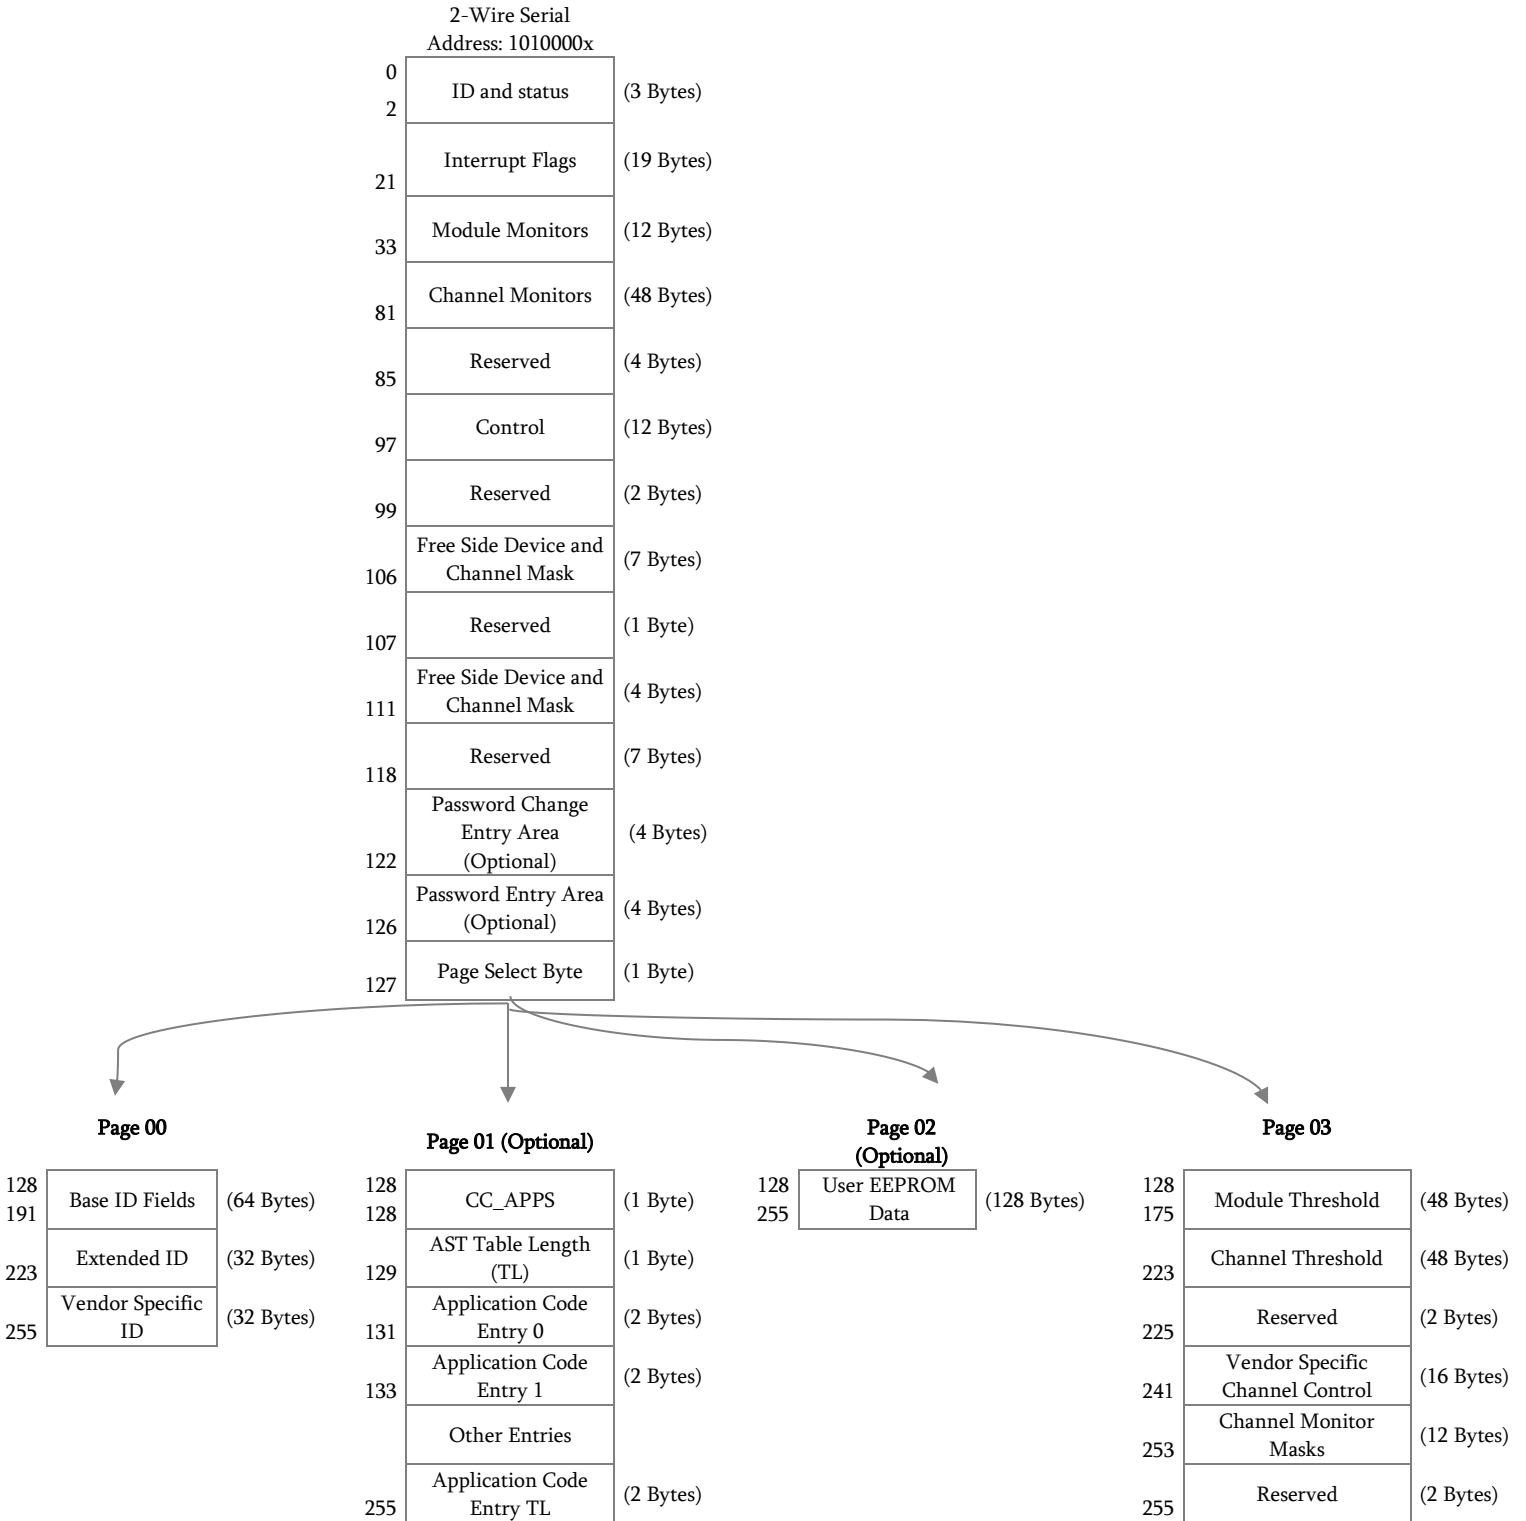 2-Wire Serial
Address: 1010000x
0
ID and status
(3 Bytes)
2
Interrupt Flags
(19 Bytes)
21
Module Monitors
(12 Bytes)
33
Channel Monitors
(48 Bytes)
81
Reserved
(4 Bytes)
85
Control
(12 Bytes)
97
Reserved
(2 Bytes)
99
Free Side Device and
Channel Mask
(7 Bytes)
106
Reserved
(1 Byte)
107
Free Side Device and
Channel Mask
(4 Bytes)
111
Reserved
(7 Bytes)
118
Password Change
Entry Area
(Optional)
(4 Bytes)
122
Password Entry Area
(Optional)
(4 Bytes)
126
Page Select Byte
(1 Byte)
127
Page 00
128
191
Base ID Fields
(64 Bytes)
223
Extended ID
(32 Bytes)
255
Vendor Specific
ID
(32 Bytes)
Page 01 (Optional)
128
128
CC_APPS
(1 Byte)
129
AST Table Length
(TL)
(1 Byte)
131
Application Code
Entry 0
(2 Bytes)
133
Application Code
Entry 1
(2 Bytes)
Other Entries
255
Application Code
Entry TL
(2 Bytes)
Page 02
(Optional)
128
255
User EEPROM
Data
(128 Bytes)
Page 03
128
175
Module Threshold
(48 Bytes)
223
Channel Threshold
(48 Bytes)
225
Reserved
(2 Bytes)
241
Vendor Specific
Channel Control
(16 Bytes)
253
Channel Monitor
Masks
(12 Bytes)
255
Reserved
(2 Bytes)